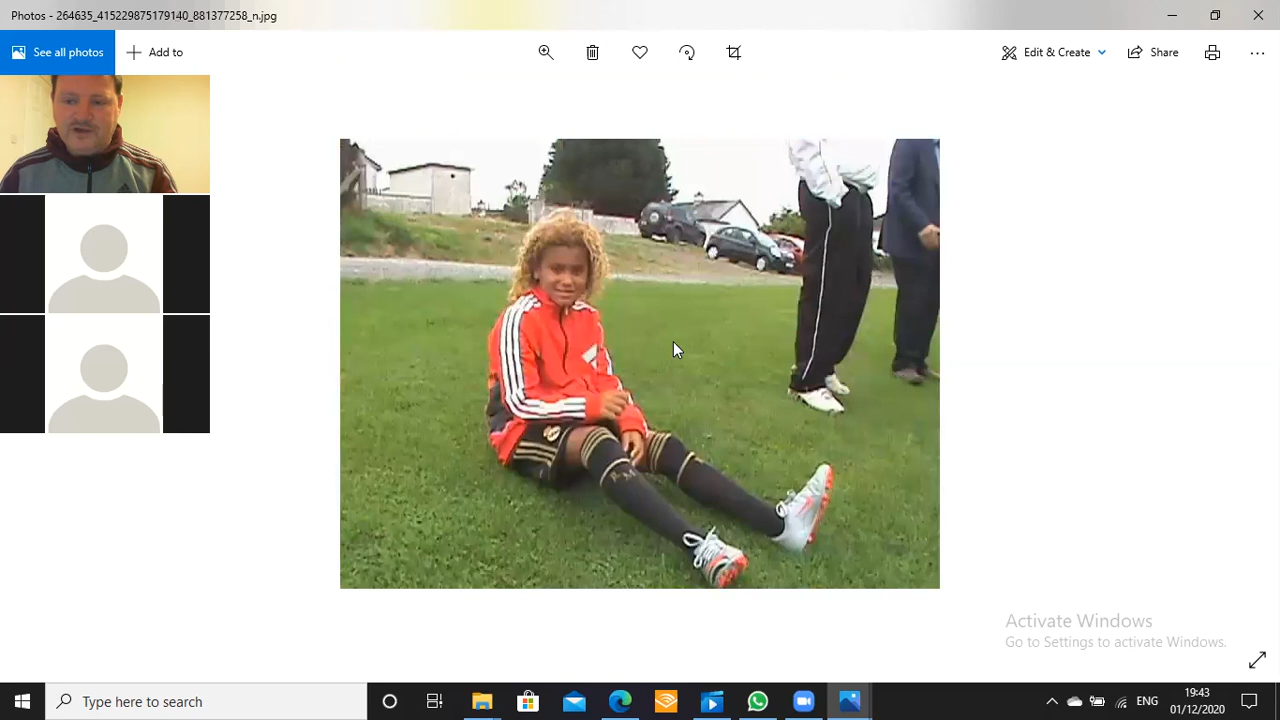 Photos - 264635_415229875179140_881377258_n.jpg
See all photos
Add to
Edit & Create
Share
Activate Windows
Go to Settings to activate Windows.
Type here to search
ENG
19:43
01/12/2020